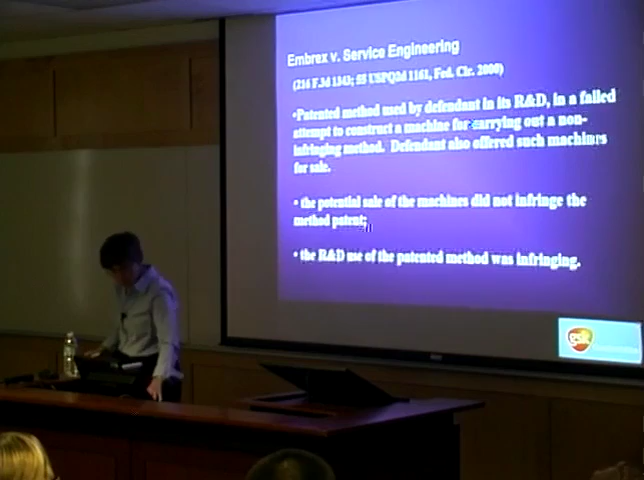 Embrex v. Service Engineering
(216 F.3d 1343; 55 USPQ2d 1161, Fed. Cir. 2000)
•Patented method used by defendant in its R&D, in a failed
attempt to construct a machine for carrying out a non-
infringing method. Defendant also offered such machines
for sale.
• the potential sale of the machines did not infringe the
method patent;
• the R&D use of the patented method was infringing.
gsk